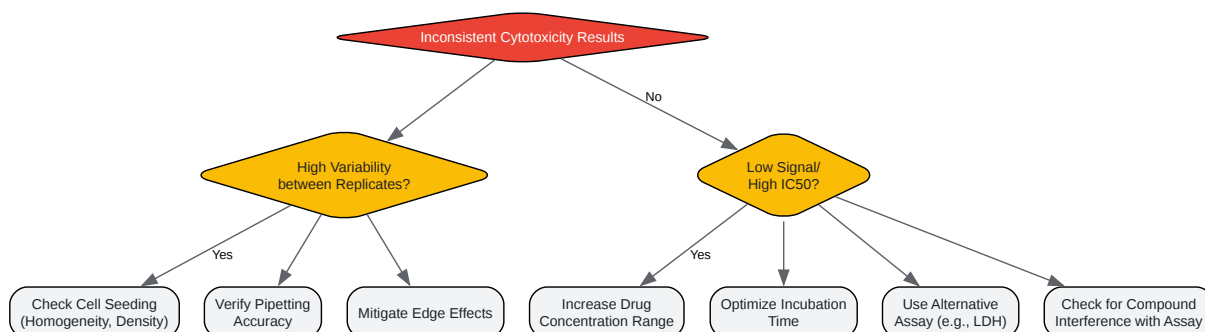 Inconsistent Cytotoxicity Results
No
High Variability
between Replicates?
Low Signal/
High IC50?
Yes
Yes
Check Cell Seeding
(Homogeneity, Density)
Verify Pipetting
Accuracy
Mitigate Edge Effects
Increase Drug
Concentration Range
Optimize Incubation
Time
Use Alternative
Assay (e.g., LDH)
Check for Compound
Interference with Assay